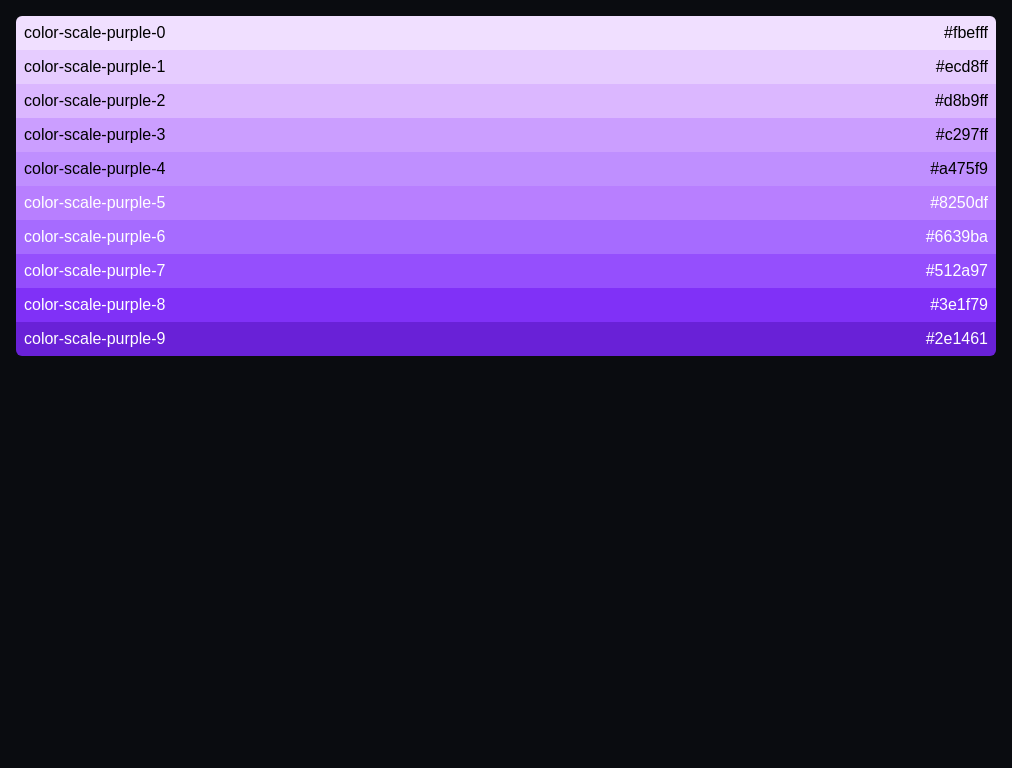 color-scale-purple-0 #fbefff
color-scale-purple-1 #ecd8ff
color-scale-purple-2 #d8b9ff
color-scale-purple-3 #c297ff
color-scale-purple-4 #a475f9
color-scale-purple-5 #8250df
color-scale-purple-6 #6639ba
color-scale-purple-7 #512a97
color-scale-purple-8 #3e1f79
color-scale-purple-9 #2e1461